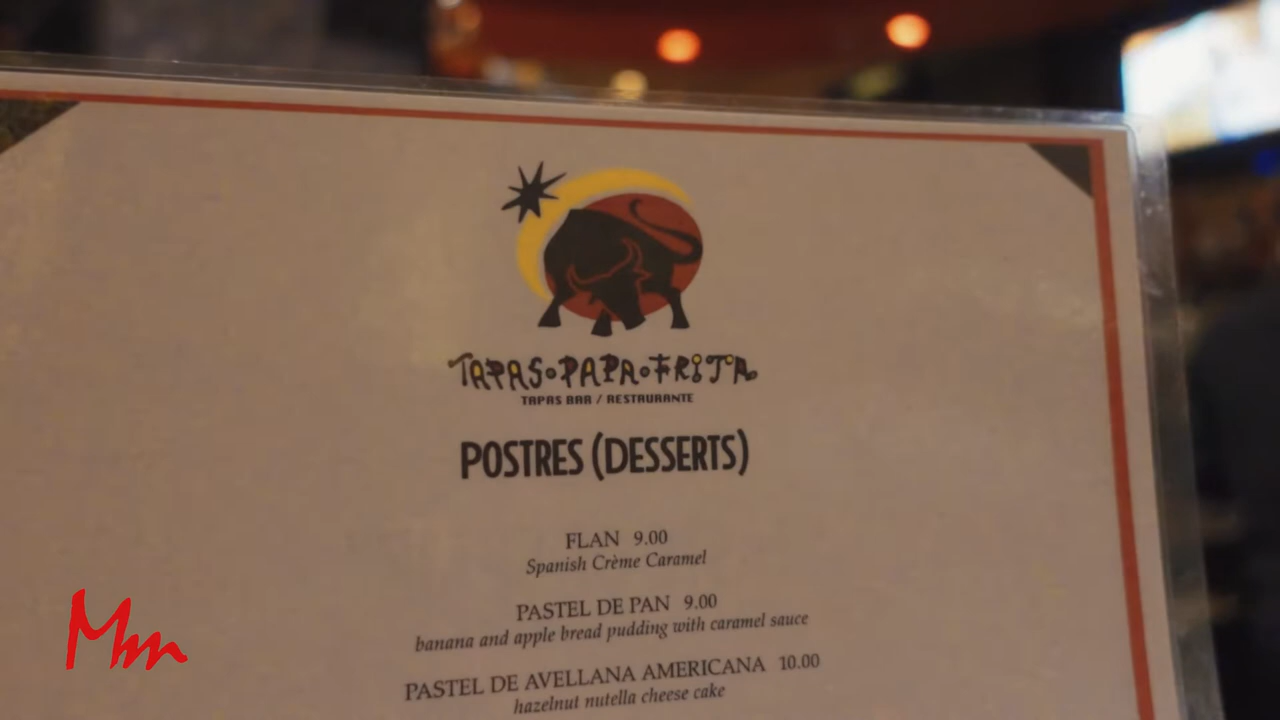 TAPAS•PAPA•FRITA
TAPAS BAR / RESTAURANTE
POSTRES (DESSERTS)
FLAN 9.00
Spanish Crème Caramel
PASTEL DE PAN 9.00
banana and apple bread pudding with caramel sauce
PASTEL DE AVELLANA AMERICANA 10.00
hazelnut nutella cheese cake
Mm